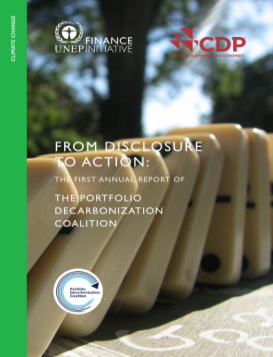 CLIMATE CHANGE
UNEP FINANCE INITIATIVE
CDP
FROM DISCLOSURE
TO ACTION:
THE FIRST ANNUAL REPORT OF
THE PORTFOLIO
DECARBONIZATION
COALITION
Portfolio
Decarbonization
Coalition